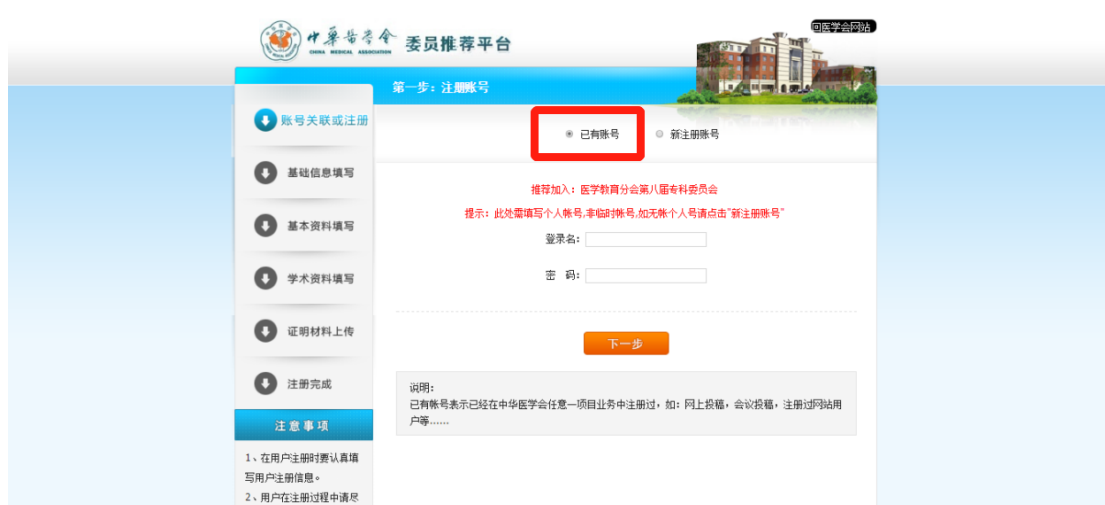 中华医学会
CHINA MEDICAL ASSOCIATION
委员推荐平台
回医学会网站
第一步：注册账号
账号关联或注册
基础信息填写
基本资料填写
学术资料填写
证明材料上传
注册完成
注意事项
1、在用户注册时要认真填
写用户注册信息。
2、用户在注册过程中请尽
已有账号
新注册账号
推荐加入：医学教育分会第八届专科委员会
提示：此处需填写个人帐号,非临时帐号,如无帐个人号请点击"新注册账号"
登录名：
密 码：
下一步
说明：
已有帐号表示已经在中华医学会任意一项目业务中注册过，如：网上投稿，会议投稿，注册过网站用
户等......